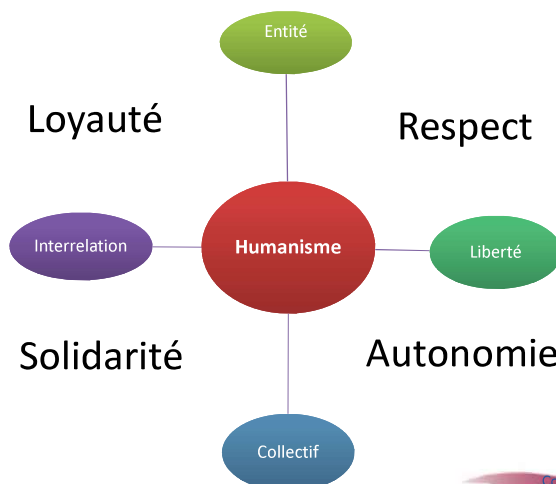 Entité
Loyauté
Respect
Interrelation
Humanisme
Liberté
Solidarité
Autonomie
Collectif